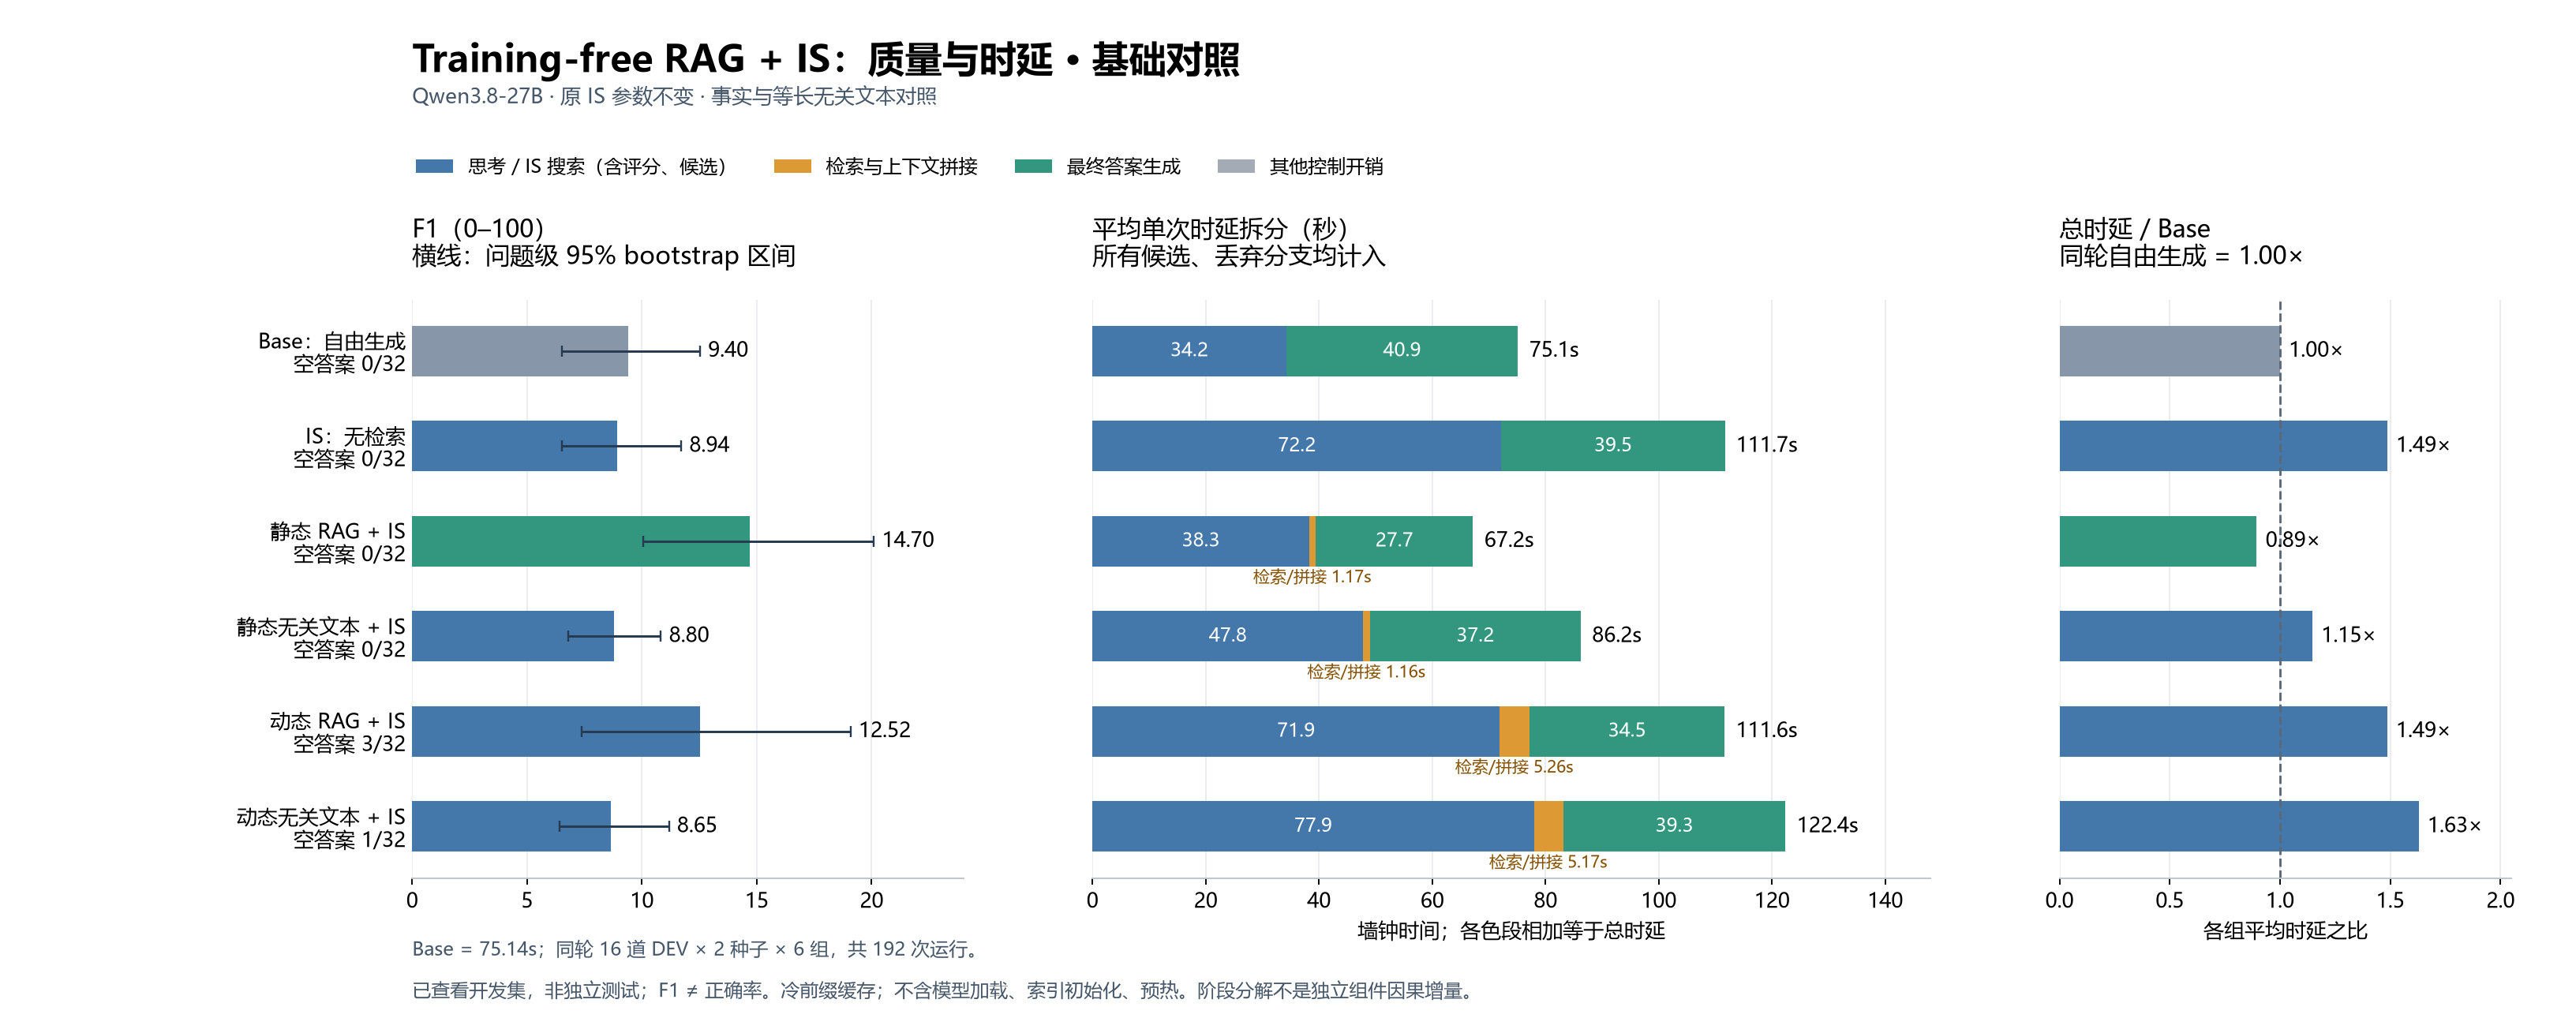 Training-free RAG + IS：质量与时延 • 基础对照
Qwen3.8-27B · 原 IS 参数不变 · 事实与等长无关文本对照
思考 / IS 搜索（含评分、候选）
检索与上下文拼接
最终答案生成
其他控制开销
F1（0–100）
横线：问题级 95% bootstrap 区间
平均单次时延拆分（秒）
所有候选、丢弃分支均计入
总时延 / Base
同轮自由生成 = 1.00×
Base：自由生成
空答案 0/32
9.40
34.2
40.9
75.1s
1.00×
IS：无检索
空答案 0/32
8.94
72.2
39.5
111.7s
1.49×
静态 RAG + IS
空答案 0/32
14.70
38.3
27.7
67.2s
检索/拼接 1.17s
0.89×
静态无关文本 + IS
空答案 0/32
8.80
47.8
37.2
86.2s
检索/拼接 1.16s
1.15×
动态 RAG + IS
空答案 3/32
12.52
71.9
34.5
111.6s
检索/拼接 5.26s
1.49×
动态无关文本 + IS
空答案 1/32
8.65
77.9
39.3
122.4s
检索/拼接 5.17s
1.63×
0 5 10 15 20
0 20 40 60 80 100 120 140
0.0 0.5 1.0 1.5 2.0
墙钟时间；各色段相加等于总时延
各组平均时延之比
Base = 75.14s；同轮 16 道 DEV × 2 种子 × 6 组，共 192 次运行。
已查看开发集，非独立测试；F1 ≠ 正确率。冷前缀缓存；不含模型加载、索引初始化、预热。阶段分解不是独立组件因果增量。